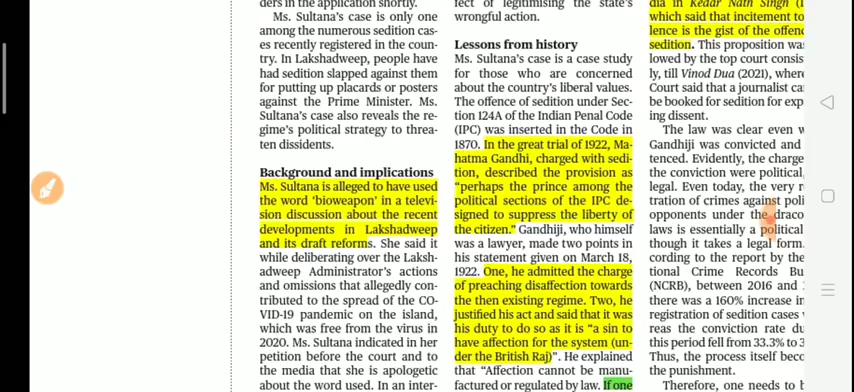 ders in the application shortly.
Ms. Sultana's case is only one
among the numerous sedition cas-
es recently registered in the coun-
try. In Lakshadweep, people have
had sedition slapped against them
for putting up placards or posters
against the Prime Minister. Ms.
Sultana's case also reveals the re-
gime's political strategy to threa-
ten dissidents.
Background and implications
Ms. Sultana is alleged to have used
the word 'bioweapon' in a televi-
sion discussion about the recent
developments in Lakshadweep
and its draft reforms. She said it
while deliberating over the Laksh-
adweep Administrator's actions
and omissions that allegedly con-
tributed to the spread of the CO-
VID-19 pandemic on the island,
which was free from the virus in
2020. Ms. Sultana indicated in her
petition before the court and to
the media that she is apologetic
about the word used. In an inter-
fect of legitimising the state's
wrongful action.
Lessons from history
Ms. Sultana's case is a case study
for those who are concerned
about the country's liberal values.
The offence of sedition under Sec-
tion 124A of the Indian Penal Code
(IPC) was inserted in the Code in
1870. In the great trial of 1922, Ma-
hatma Gandhi, charged with sedi-
tion, described the provision as
"perhaps the prince among the
political sections of the IPC de-
signed to suppress the liberty of
the citizen." Gandhiji, who himself
was a lawyer, made two points in
his statement given on March 18,
1922. One, he admitted the charge
of preaching disaffection towards
the then existing regime. Two, he
justified his act and said that it was
his duty to do so as it is "a sin to
have affection for the system (un-
der the British Raj)". He explained
that "Affection cannot be manu-
factured or regulated by law. If one
dia in Kedar Nath Singh
which said that incitement to
lence is the gist of the offen
sedition. This proposition wa
lowed by the top court consis
ly, till Vinod Dua (2021), wher
Court said that a journalist ca
be booked for sedition for exp
ing dissent.
The law was clear even w
Gandhiji was convicted and
tenced. Evidently, the charge
the conviction were political,
legal. Even today, the very r
tration of crimes against poli
opponents under the draco
laws is essentially a political
though it takes a legal form.
cording to the report by the
tional Crime Records Bu
(NCRB), between 2016 and
there was a 160% increase in
registration of sedition cases
reas the conviction rate du
this period fell from 33.3% to 3
Thus, the process itself beco
the punishment.
Therefore, one needs to b